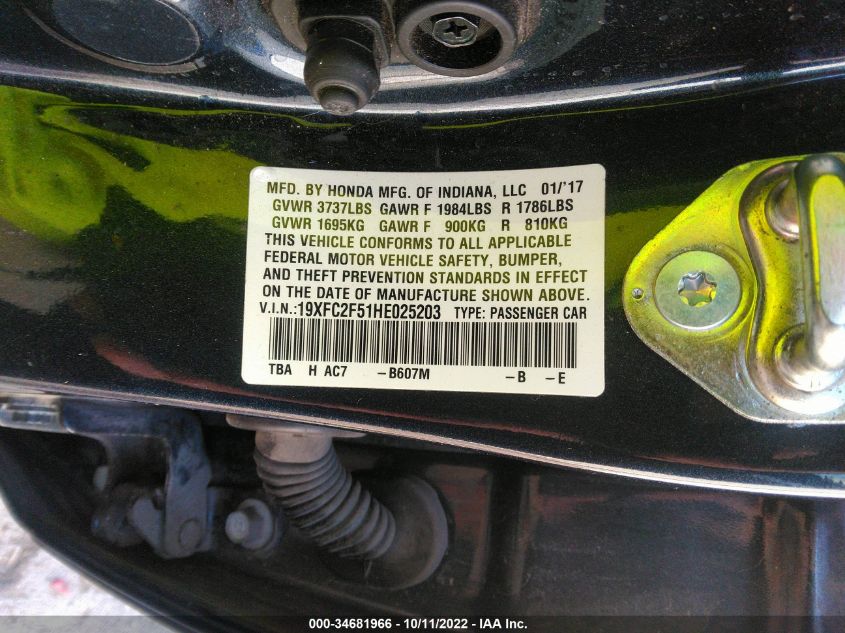 MFD. BY HONDA MFG. OF INDIANA, LLC 01/'17
GVWR 3737LBS GAWR F 1984LBS R 1786LBS
GVWR 1695KG GAWR F 900KG R 810KG
THIS VEHICLE CONFORMS TO ALL APPLICABLE
FEDERAL MOTOR VEHICLE SAFETY, BUMPER,
AND THEFT PREVENTION STANDARDS IN EFFECT
ON THE DATE OF MANUFACTURE SHOWN ABOVE.
V.I.N.:19XFC2F51HE025203 TYPE: PASSENGER CAR
TBA H AC7 -B607M -B -E
000-34681966 - 10/11/2022 - IAA Inc.